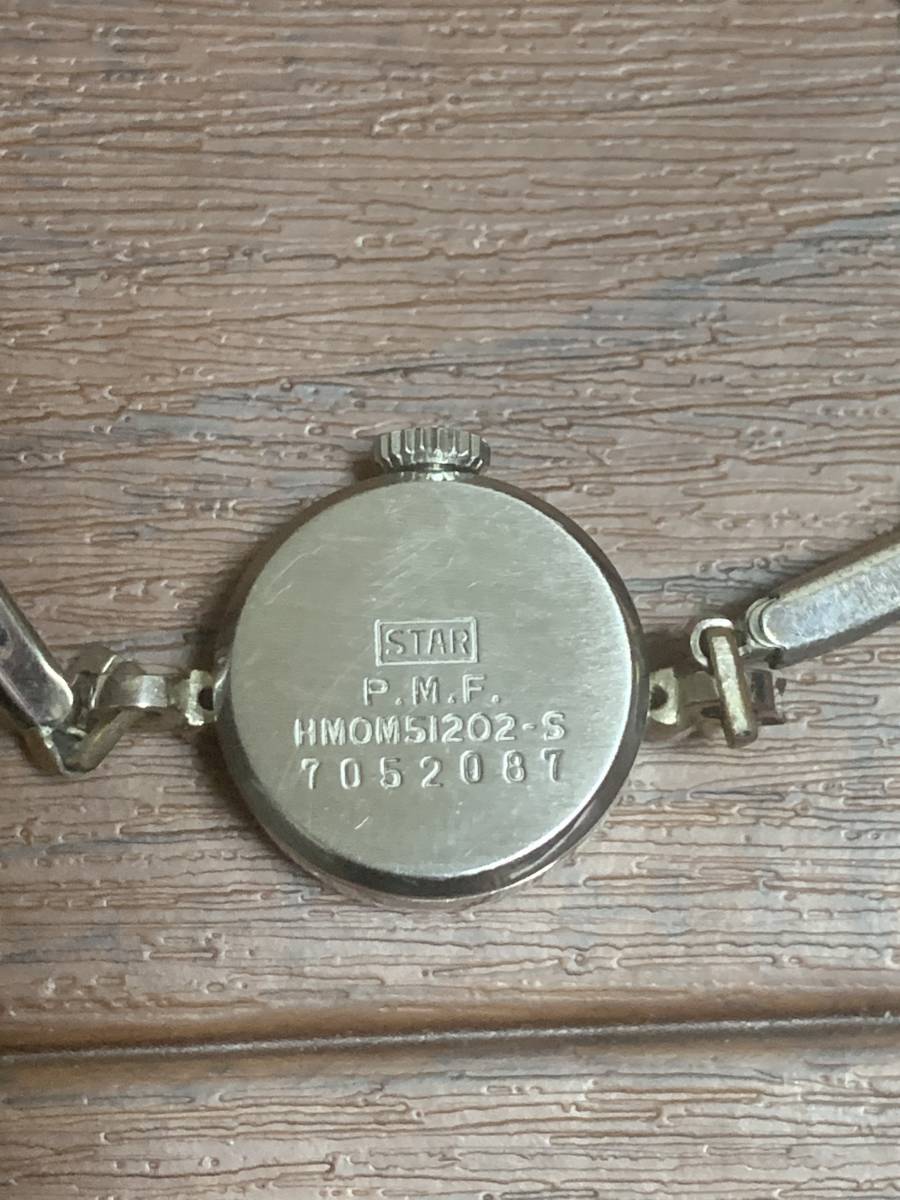 STAR
P.M.F.
HMOM51202-S
7052087